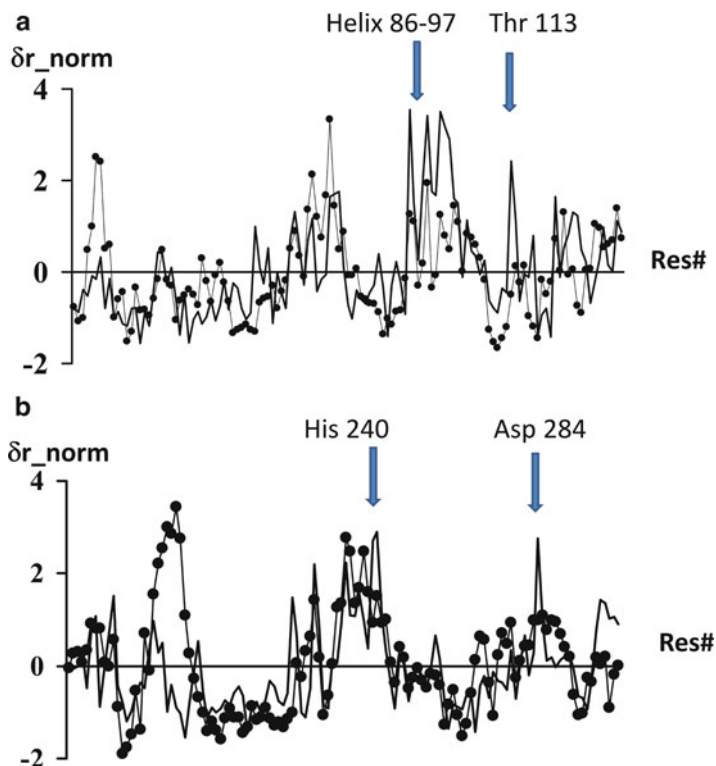 a
Helix 86-97 Thr 113
δr_norm
4
2
0
-2
Res#
b
His 240 Asp 284
δr_norm
4
2
0
-2
Res#